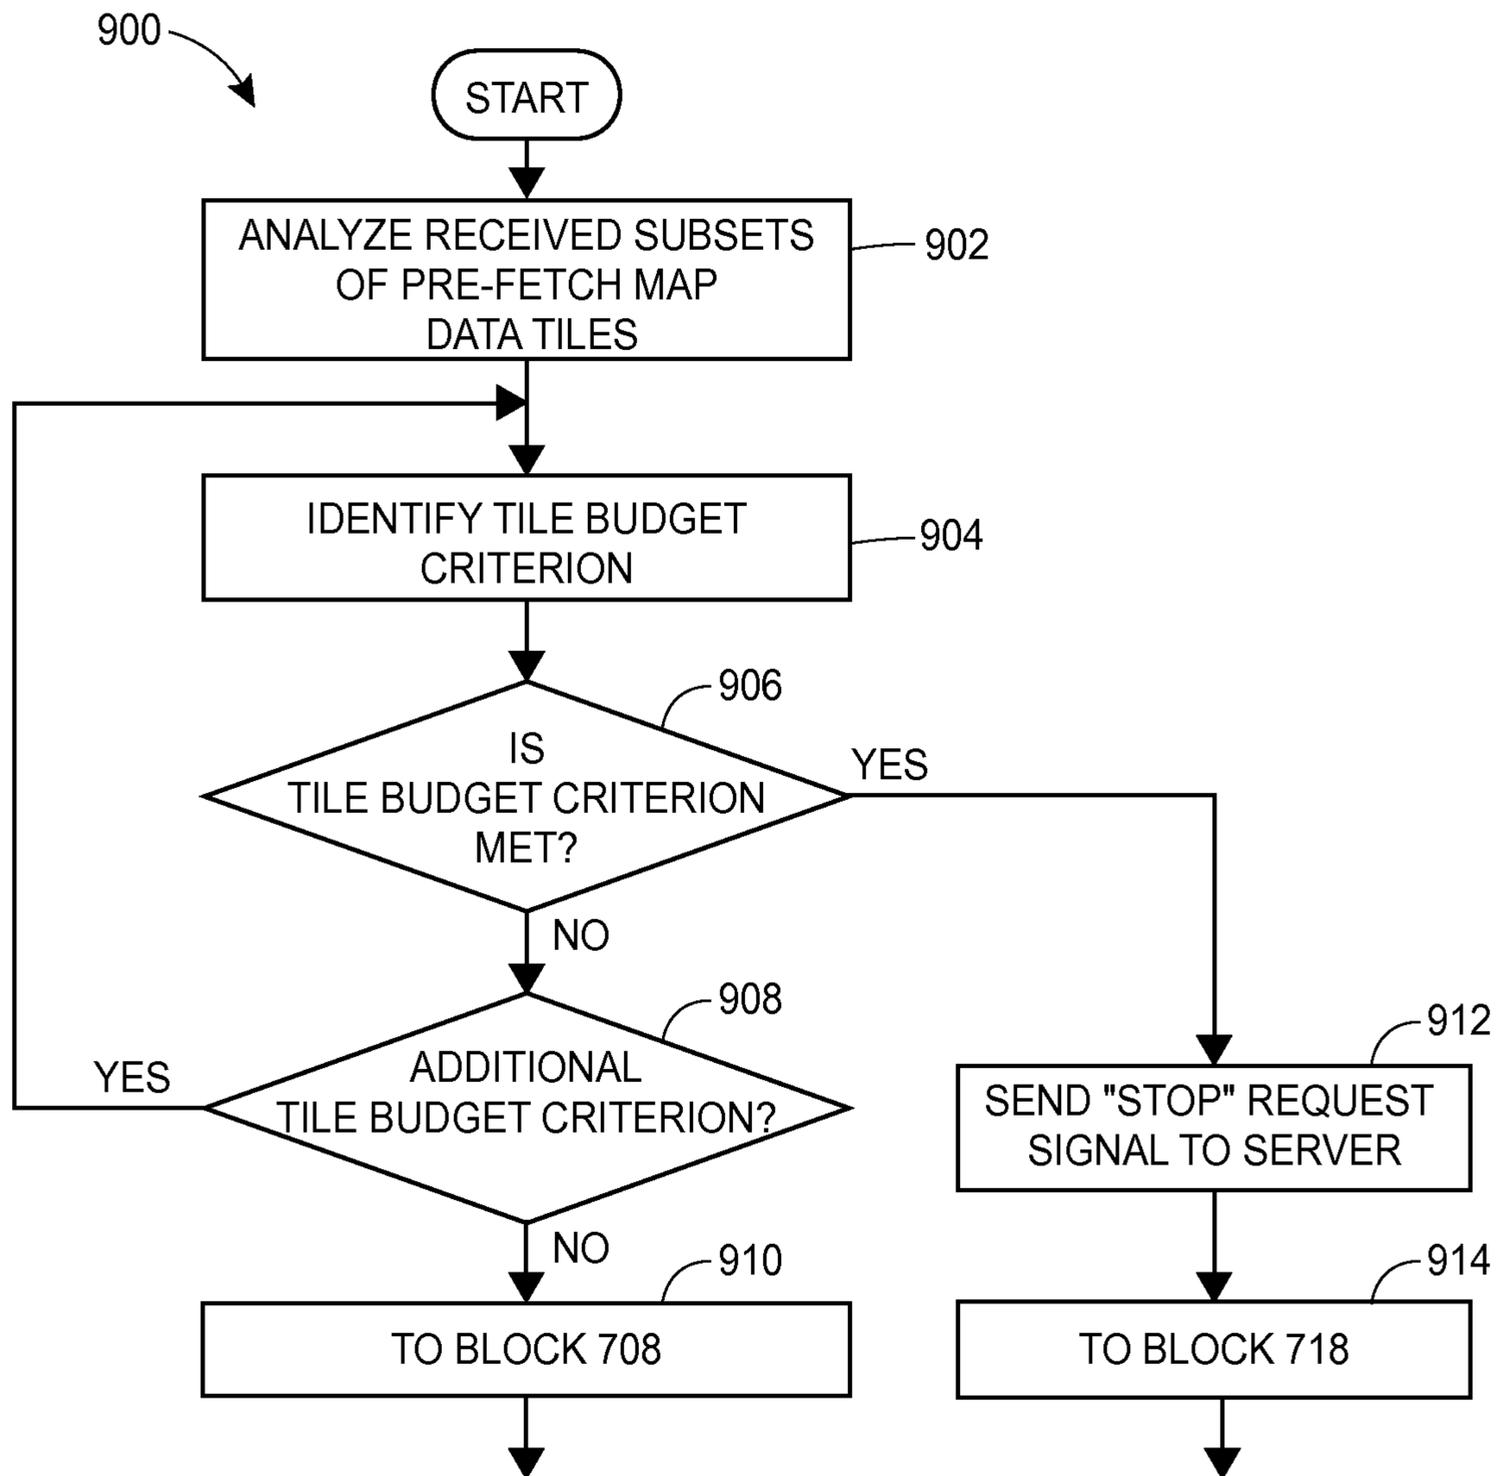 900
START
ANALYZE RECEIVED SUBSETS
OF PRE-FETCH MAP
DATA TILES
902
IDENTIFY TILE BUDGET
CRITERION
904
906
IS
TILE BUDGET CRITERION
MET?
YES
NO
908
ADDITIONAL
TILE BUDGET CRITERION?
YES
NO
912
SEND "STOP" REQUEST
SIGNAL TO SERVER
910
TO BLOCK 708
914
TO BLOCK 718